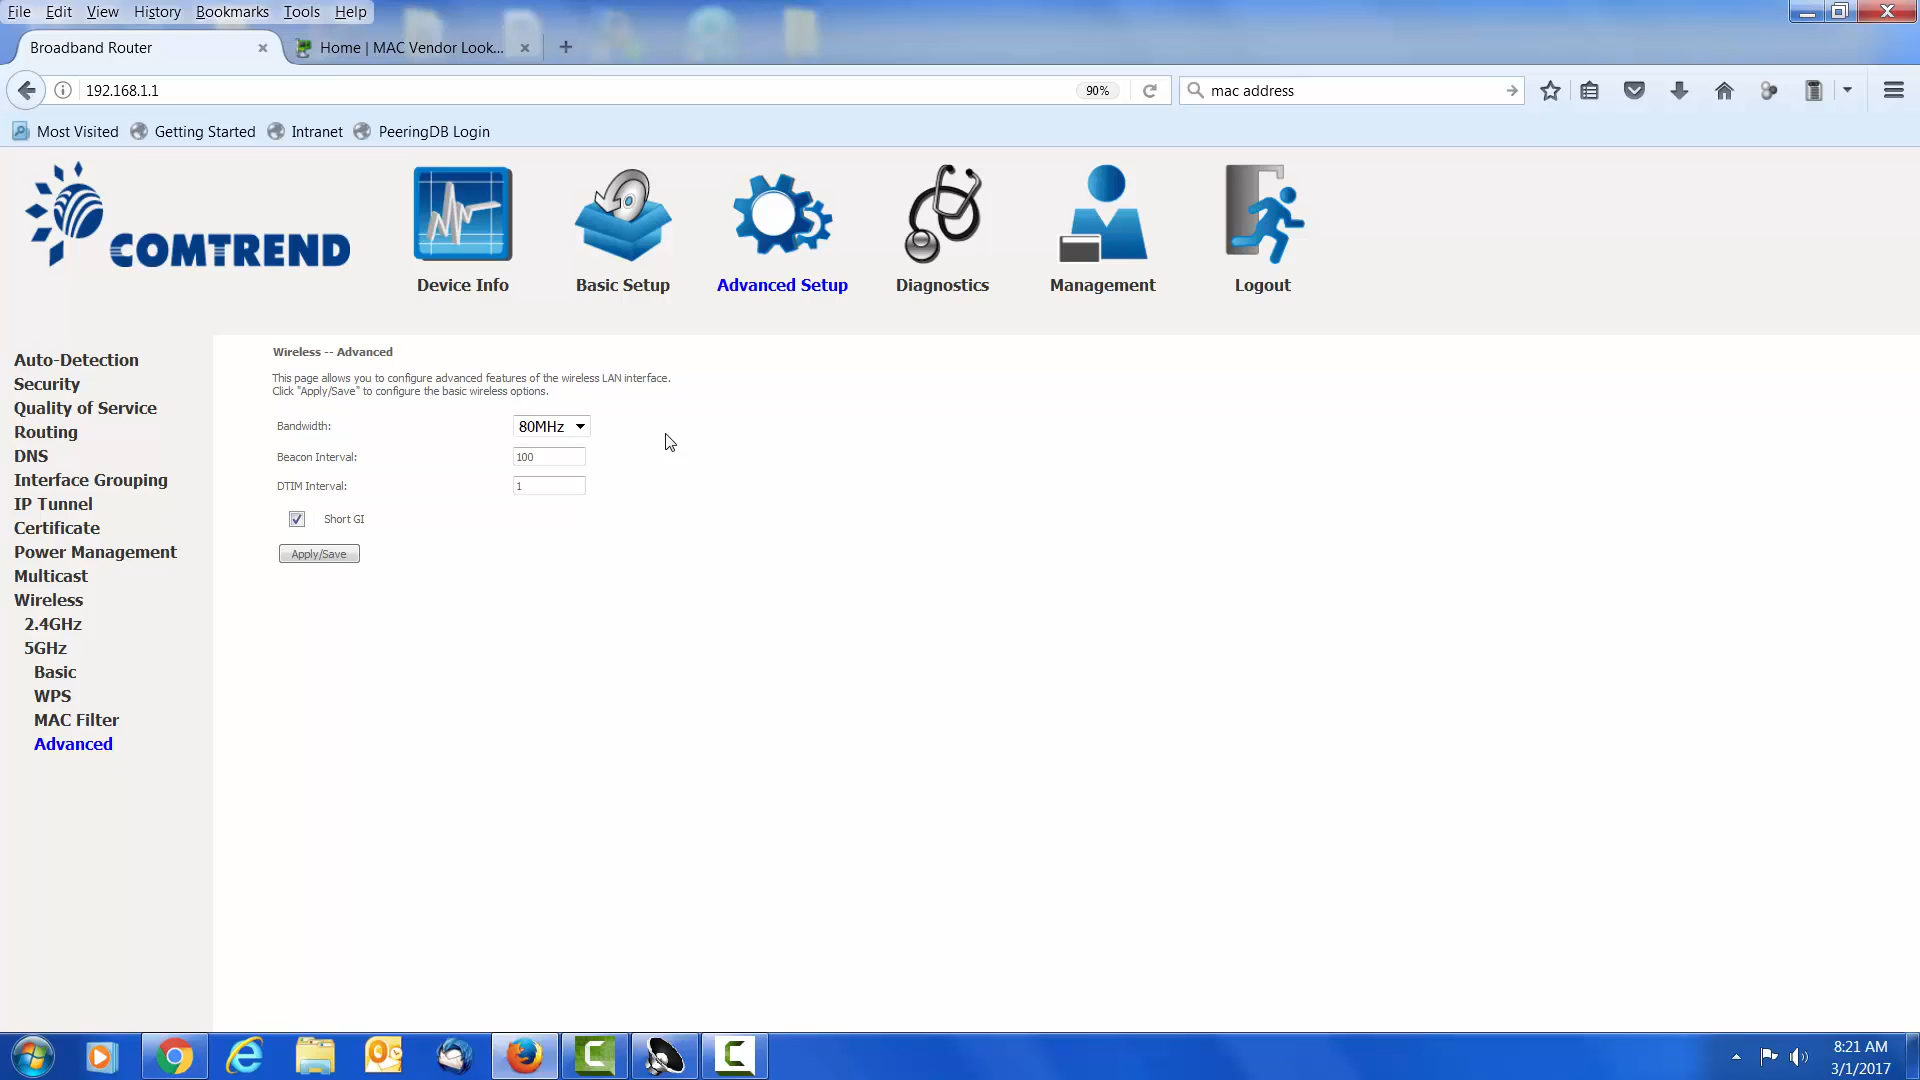 File Edit View History Bookmarks Tools Help
Broadband Router
Home | MAC Vendor Look...
192.168.1.1
90%
mac address
Most Visited
Getting Started
Intranet
PeeringDB Login
COMTREND
Device Info
Basic Setup
Advanced Setup
Diagnostics
Management
Logout
Auto-Detection
Security
Quality of Service
Routing
DNS
Interface Grouping
IP Tunnel
Certificate
Power Management
Multicast
Wireless
2.4GHz
5GHz
Basic
WPS
MAC Filter
Advanced
Wireless -- Advanced
This page allows you to configure advanced features of the wireless LAN interface.
Click "Apply/Save" to configure the basic wireless options.
Bandwidth: 80MHz
Beacon Interval: 100
DTIM Interval: 1
Short GI
Apply/Save
8:21 AM
3/1/2017